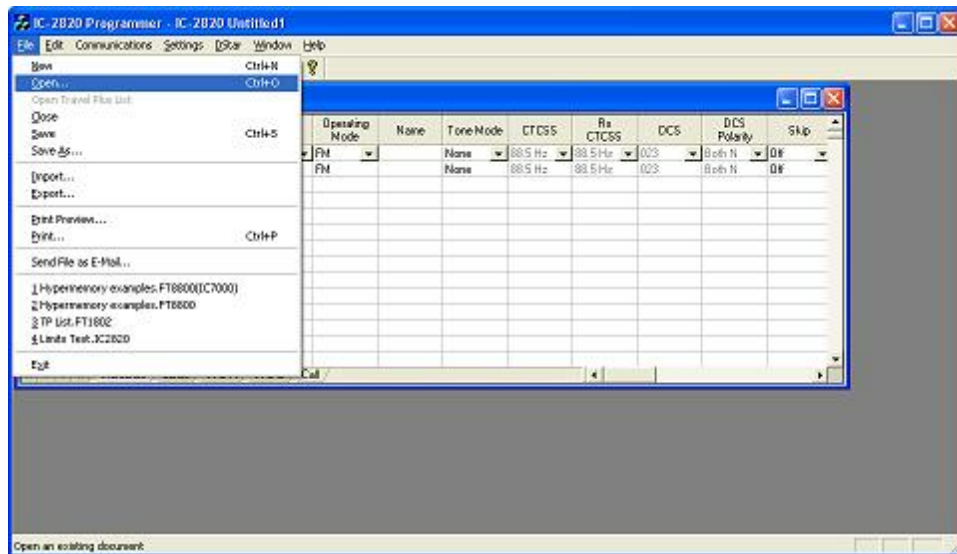 IC-2820 Programmer - IC-2820 Untitled1
File Edit Communications Settings DStar Window Help
New Ctrl+N
Open... Ctrl+O
Open Travel Plus List
Close
Save Ctrl+S
Save As...
Import...
Export...
Print Preview...
Print... Ctrl+P
Send File as E-Mail...
1 Hypermemory examples.FT8800(IC7000)
2 Hypermemory examples.FT8800
3 TP List.FT1802
4 Limits Test.IC2820
Exit
Operating Mode Name Tone Mode CTCSS Rx CTCSS DCS DCS Polarity Skip
FM None 88.5 Hz 88.5 Hz 023 Both N Off
FM None 88.5 Hz 88.5 Hz 023 Both N Off
Call
Open an existing document